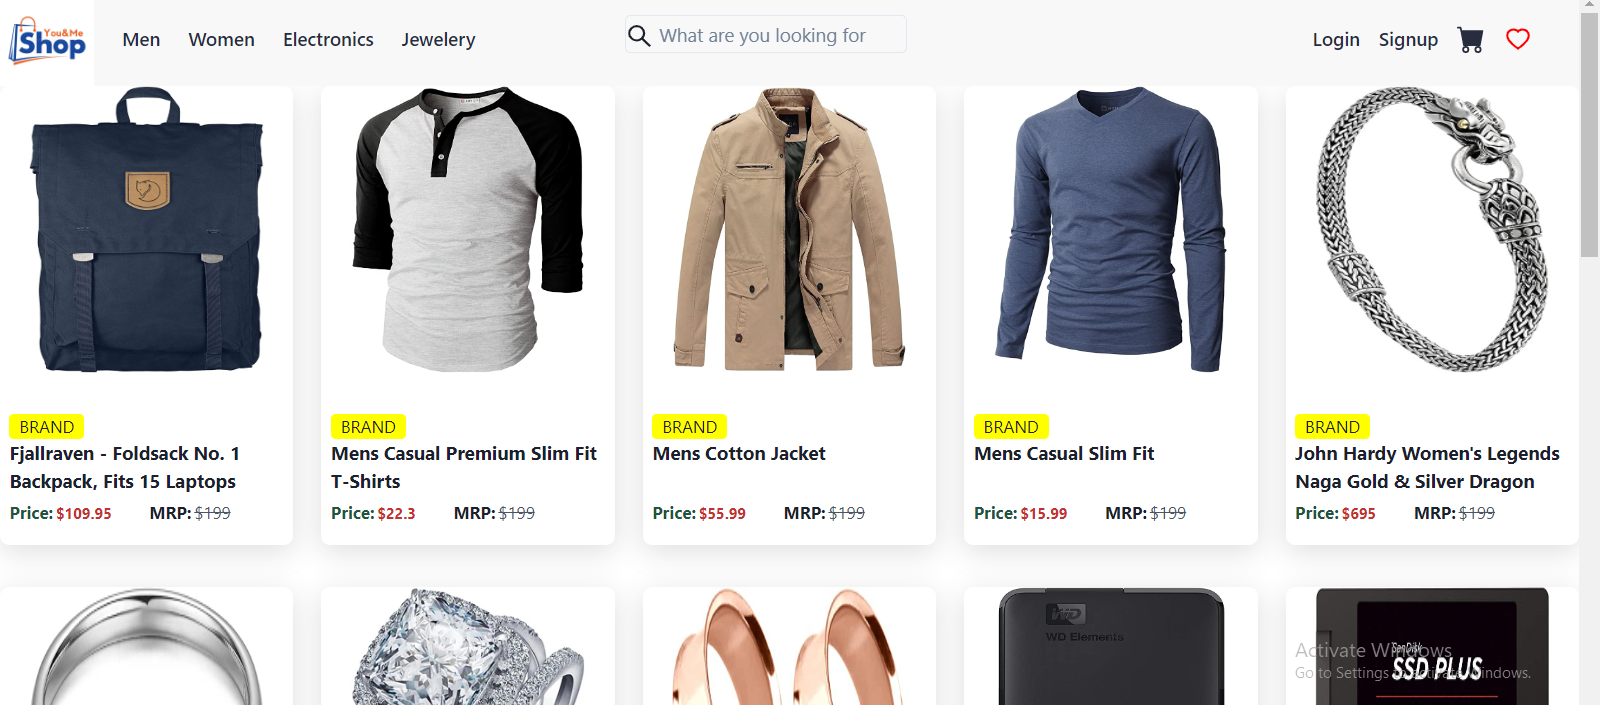 You&Me
Shop
Men Women Electronics Jewelery
What are you looking for
Login Signup
BRAND
Fjallraven - Foldsack No. 1
Backpack, Fits 15 Laptops
Price: $109.95 MRP: $199
BRAND
Mens Casual Premium Slim Fit
T-Shirts
Price: $22.3 MRP: $199
BRAND
Mens Cotton Jacket
Price: $55.99 MRP: $199
BRAND
Mens Casual Slim Fit
Price: $15.99 MRP: $199
BRAND
John Hardy Women's Legends
Naga Gold & Silver Dragon
Price: $695 MRP: $199
WD
WD Elements
SanDisk
SSD PLUS
Activate Windows
Go to Settings to activate Windows.